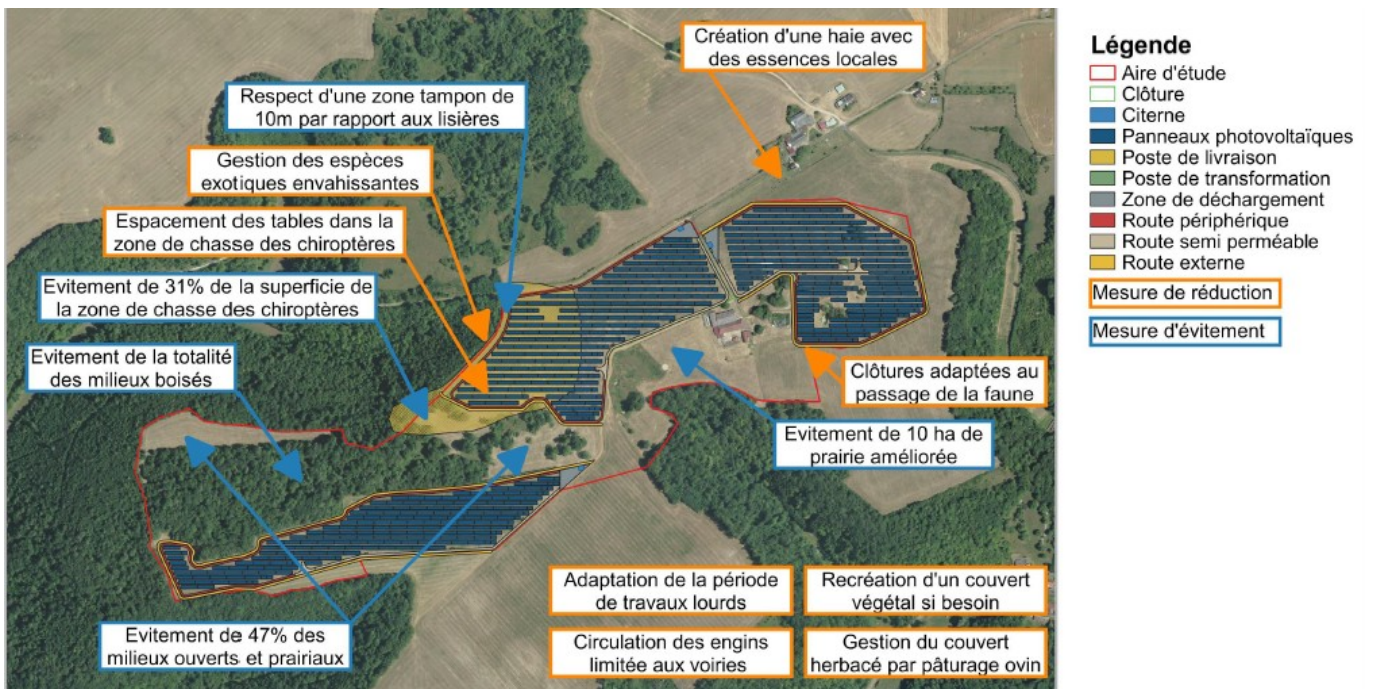 Création d'une haie avec
des essences locales
Respect d'une zone tampon de
10m par rapport aux lisières
Gestion des espèces
exotiques envahissantes
Espacement des tables dans la
zone de chasse des chiroptères
Evitement de 31% de la superficie de
la zone de chasse des chiroptères
Evitement de la totalité
des milieux boisés
Clôtures adaptées au
passage de la faune
Evitement de 10 ha de
prairie améliorée
Evitement de 47% des
milieux ouverts et prairiaux
Adaptation de la période
de travaux lourds
Recréation d'un couvert
végétal si besoin
Circulation des engins
limitée aux voiries
Gestion du couvert
herbacé par pâturage ovin
Légende
Aire d'étude
Clôture
Citerne
Panneaux photovoltaïques
Poste de livraison
Poste de transformation
Zone de déchargement
Route périphérique
Route semi perméable
Route externe
Mesure de réduction
Mesure d'évitement